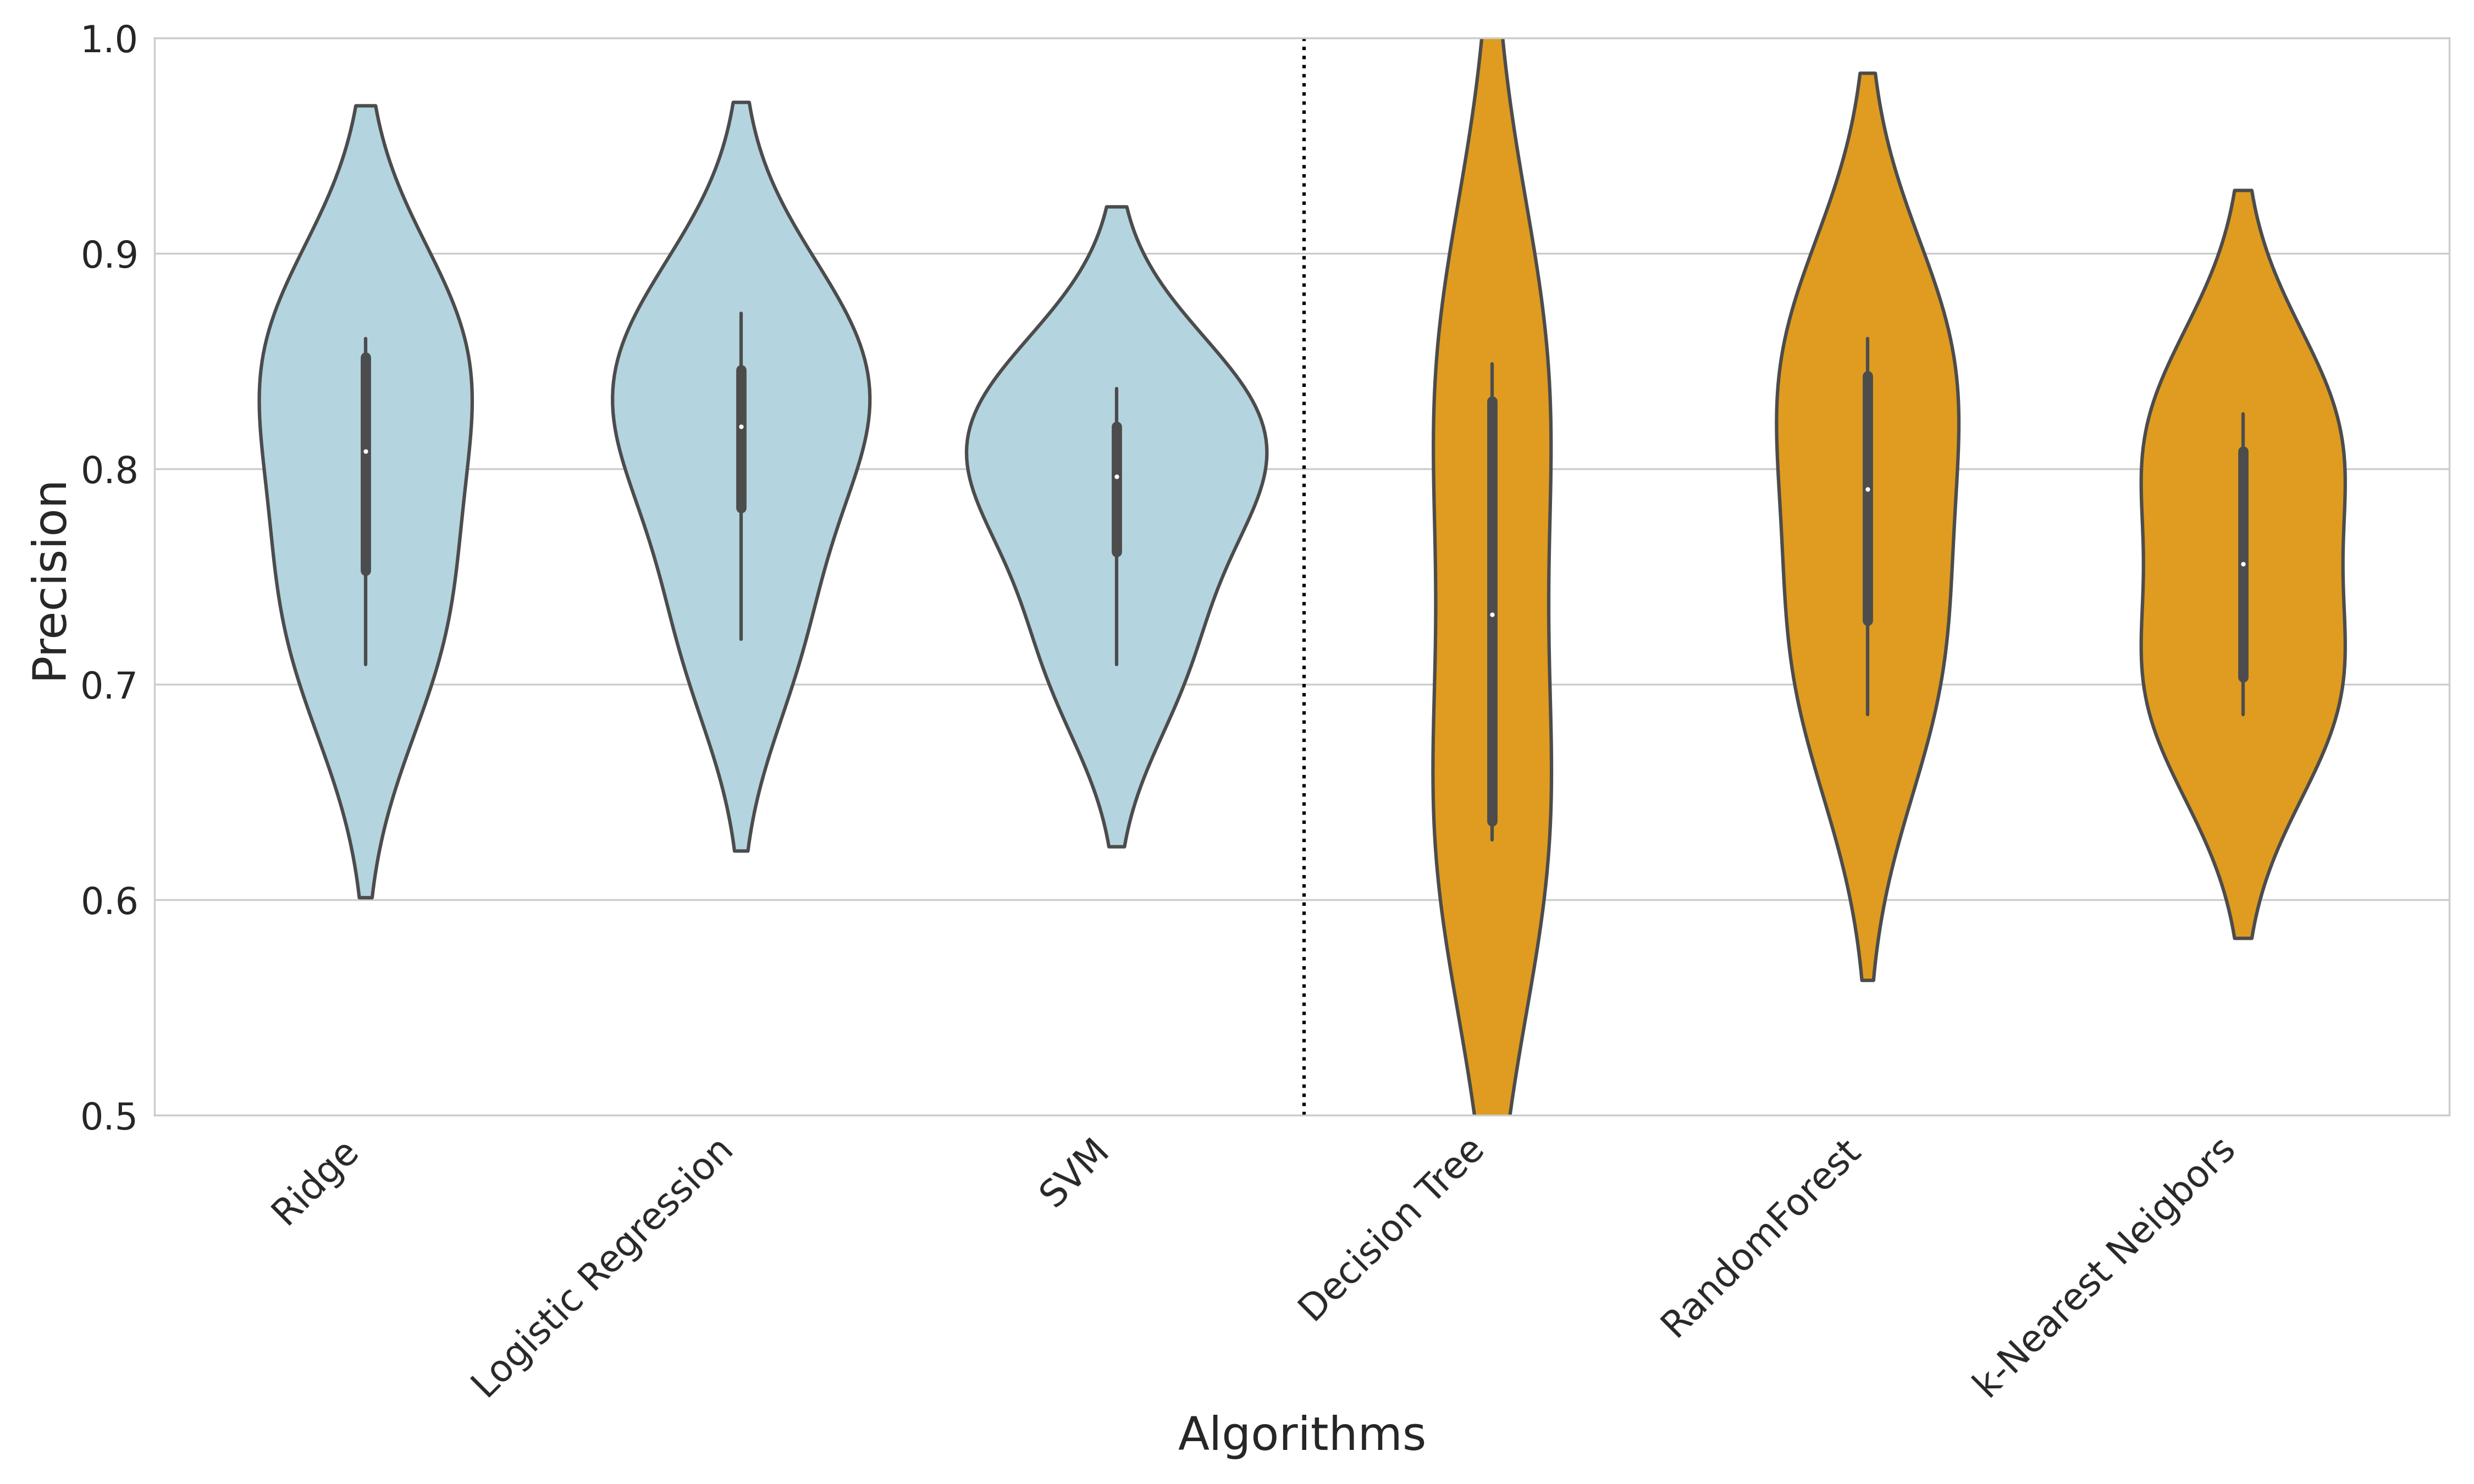 1.0
0.9
0.8
0.7
0.6
0.5
Precision
Ridge
Logistic Regression
SVM
Decision Tree
RandomForest
k-Nearest Neigbors
Algorithms